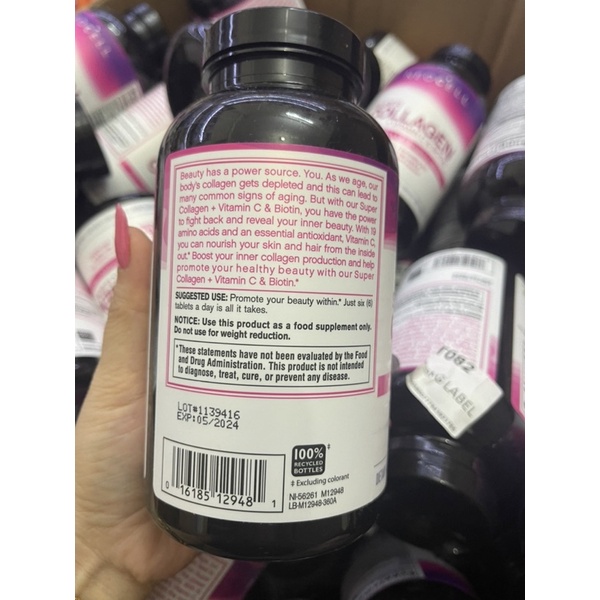 Beauty has a power source. You. As we age, our
body's collagen gets depleted and this can lead to
many common signs of aging. But with our Super
Collagen + Vitamin C & Biotin, you have the power
to fight back and reveal your inner beauty. With 19
amino acids and an essential antioxidant, Vitamin C,
you can nourish your skin and hair from the inside
out.* Boost your inner collagen production and help
promote your healthy beauty with our Super
Collagen + Vitamin C & Biotin.*
SUGGESTED USE: Promote your beauty within.* Just six (6)
tablets a day is all it takes.
NOTICE: Use this product as a food supplement only.
Do not use for weight reduction.
*These statements have not been evaluated by the Food
and Drug Administration. This product is not intended
to diagnose, treat, cure, or prevent any disease.
LOT#1139416
EXP:05/2024
100%
RECYCLED
BOTTLES
‡
‡ Excluding colorant
0 16185 12948 1
NI-56261 M12948
LB-M12948-360A
NEOCELL
COLLAGEN
T082
LABEL